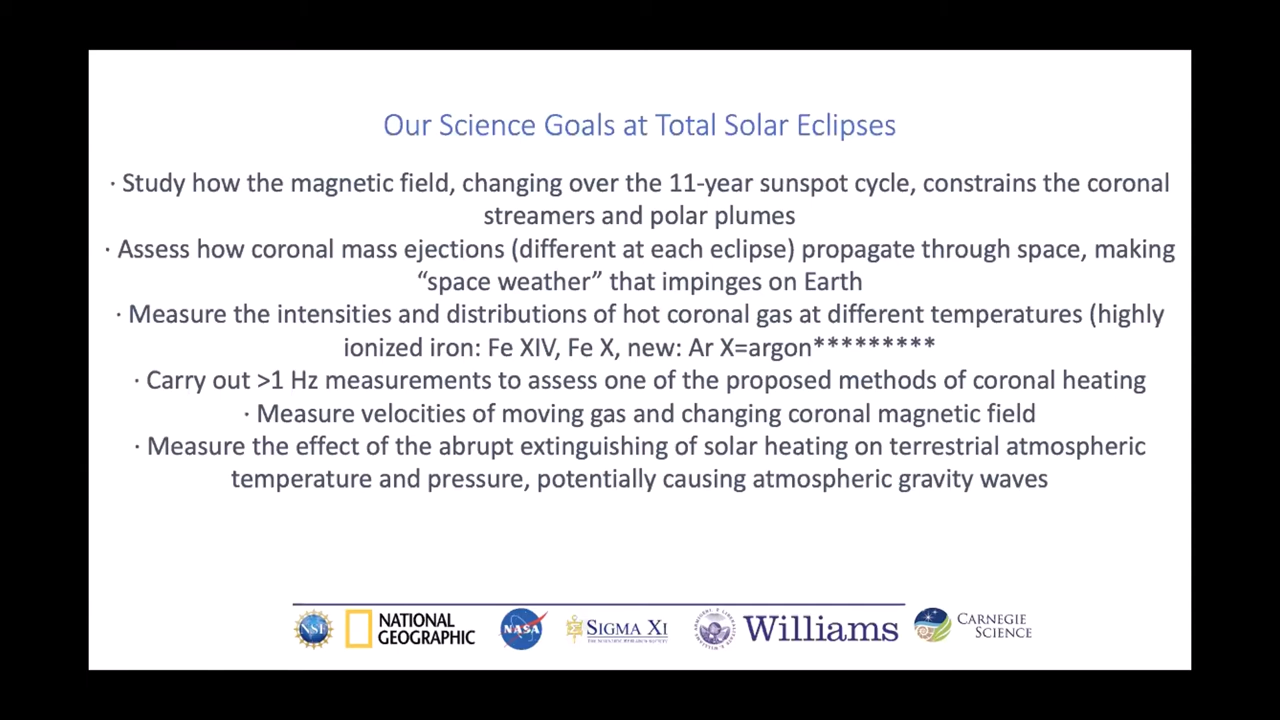 Our Science Goals at Total Solar Eclipses
· Study how the magnetic field, changing over the 11-year sunspot cycle, constrains the coronal
streamers and polar plumes
· Assess how coronal mass ejections (different at each eclipse) propagate through space, making
“space weather” that impinges on Earth
· Measure the intensities and distributions of hot coronal gas at different temperatures (highly
ionized iron: Fe XIV, Fe X, new: Ar X=argon*********
· Carry out >1 Hz measurements to assess one of the proposed methods of coronal heating
· Measure velocities of moving gas and changing coronal magnetic field
· Measure the effect of the abrupt extinguishing of solar heating on terrestrial atmospheric
temperature and pressure, potentially causing atmospheric gravity waves
NSF
NATIONAL
GEOGRAPHIC
NASA
SIGMA XI
Williams
CARNEGIE
SCIENCE